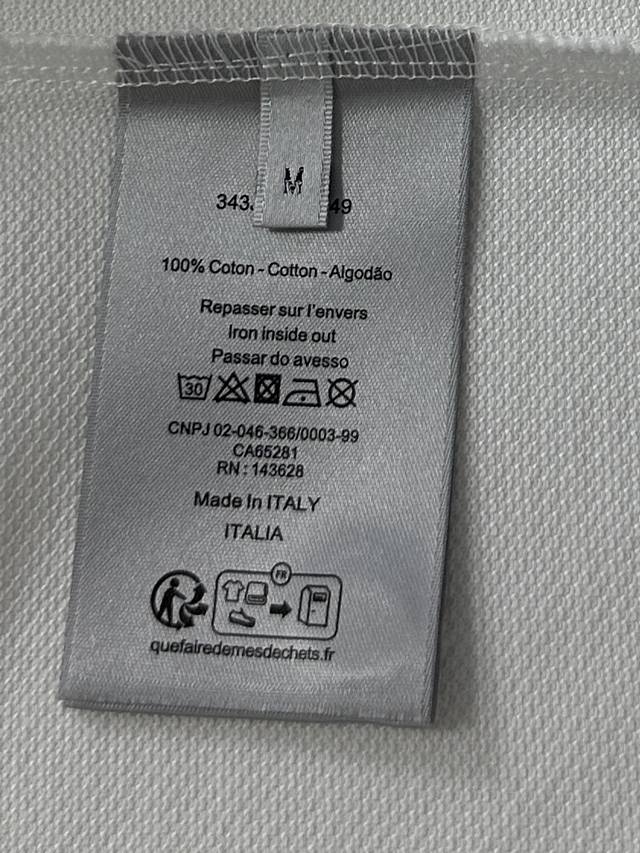 M
343. 49
100% Coton - Cotton - Algodão
Repasser sur l'envers
Iron inside out
Passar do avesso
30
CNPJ 02-046-366/0003-99
CA65281
RN : 143628
Made In ITALY
ITALIA
FR
quefairedemesdechets.fr